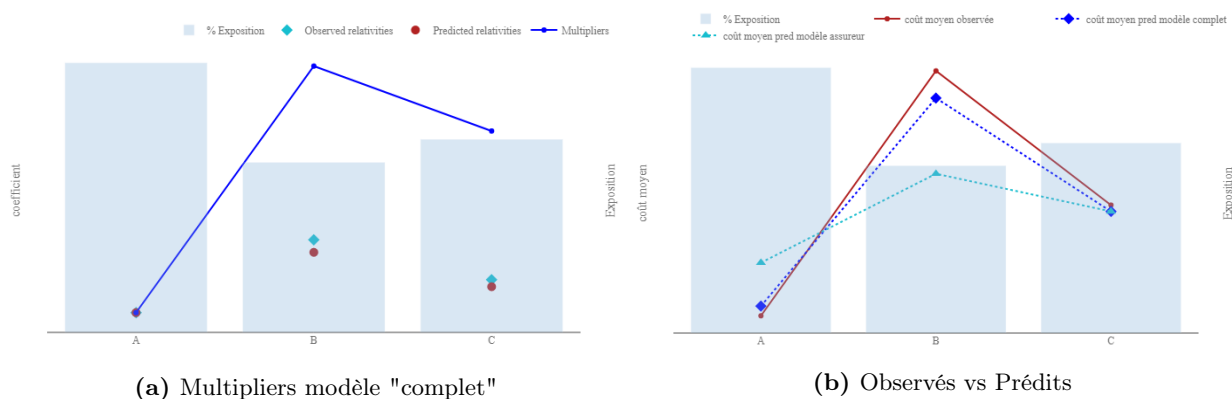 % Exposition Observed relativities Predicted relativities Multipliers
coefficient
Exposition
A B C
(a) Multipliers modèle "complet"
% Exposition coût moyen observée coût moyen pred modèle complet
coût moyen pred modèle assureur
coût moyen
Exposition
A B C
(b) Observés vs Prédits